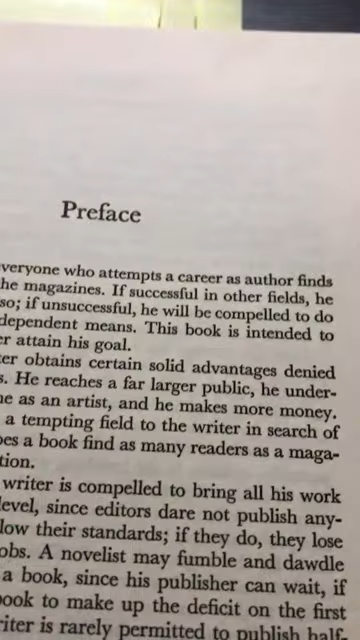 Preface
veryone who attempts a career as author finds
he magazines. If successful in other fields, he
so; if unsuccessful, he will be compelled to do
dependent means. This book is intended to
er attain his goal.
er obtains certain solid advantages denied
s. He reaches a far larger public, he under-
ne as an artist, and he makes more money.
a tempting field to the writer in search of
oes a book find as many readers as a maga-
tion.
writer is compelled to bring all his work
level, since editors dare not publish any-
low their standards; if they do, they lose
obs. A novelist may fumble and dawdle
a book, since his publisher can wait, if
ook to make up the deficit on the first
riter is rarely permitted to publish half